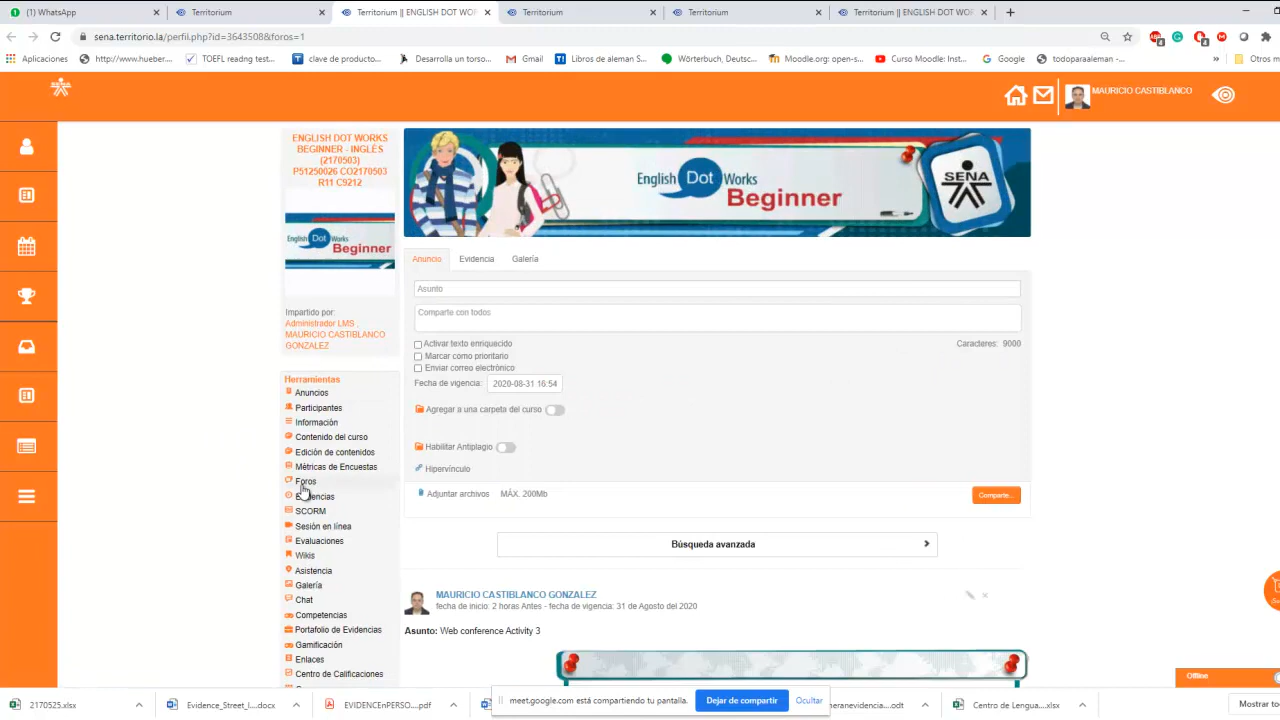 (1) WhatsApp
Territorium
Territorium || ENGLISH DOT WO
Territorium
Territorium
Territorium || ENGLISH DOT WO
sena.territorio.la/perfil.php?id=3643508&foros=1
Aplicaciones
http://www.hueber...
TOEFL readng test...
clave de producto...
Desarrolla un torso...
Gmail
Libros de aleman S...
Wörterbuch, Deutsc...
Moodle.org: open-s...
Curso Moodle: Inst...
Google
todoparaaleman -...
»
Otros m
MAURICIO CASTIBLANCO
ENGLISH DOT WORKS
BEGINNER - INGLÉS
(2170503)
P51250026 CO2170503
R11 C9212
English Dot Works
Beginner
Impartido por:
Administrador LMS ,
MAURICIO CASTIBLANCO
GONZALEZ
English Dot Works
Beginner
SENA
Anuncio
Evidencia
Galería
Asunto
Comparte con todos
Activar texto enriquecido
Caracteres: 9000
Marcar como prioritario
Enviar correo electrónico
Fecha de vigencia: 2020-08-31 16:54
Agregar a una carpeta del curso
Habilitar Antiplagio
Hipervínculo
Adjuntar archivos MÁX. 200Mb
Comparte...
Búsqueda avanzada
MAURICIO CASTIBLANCO GONZALEZ
fecha de inicio: 2 horas Antes - fecha de vigencia: 31 de Agosto del 2020
Asunto: Web conference Activity 3
Herramientas
Anuncios
Participantes
Información
Contenido del curso
Edición de contenidos
Métricas de Encuestas
Foros
Evidencias
SCORM
Sesión en línea
Evaluaciones
Wikis
Asistencia
Galería
Chat
Competencias
Portafolio de Evidencias
Gamificación
Enlaces
Centro de Calificaciones
Offline
2170525.xlsx
Evidence_Street_l....docx
EVIDENCEnPERSO....pdf
meet.google.com está compartiendo tu pantalla.
Dejar de compartir
Ocultar
neranevidencia....odt
Centro de Lengua....xlsx
Mostrar to